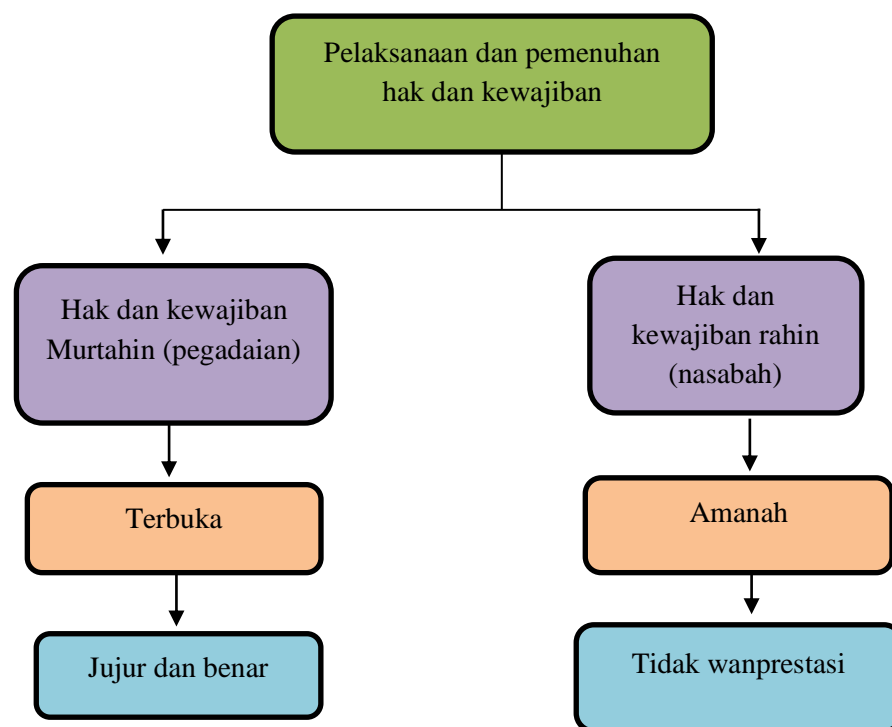 Pelaksanaan dan pemenuhan
hak dan kewajiban
Hak dan kewajiban
Murtahin (pegadaian)
Hak dan
kewajiban rahin
(nasabah)
Terbuka
Amanah
Jujur dan benar
Tidak wanprestasi